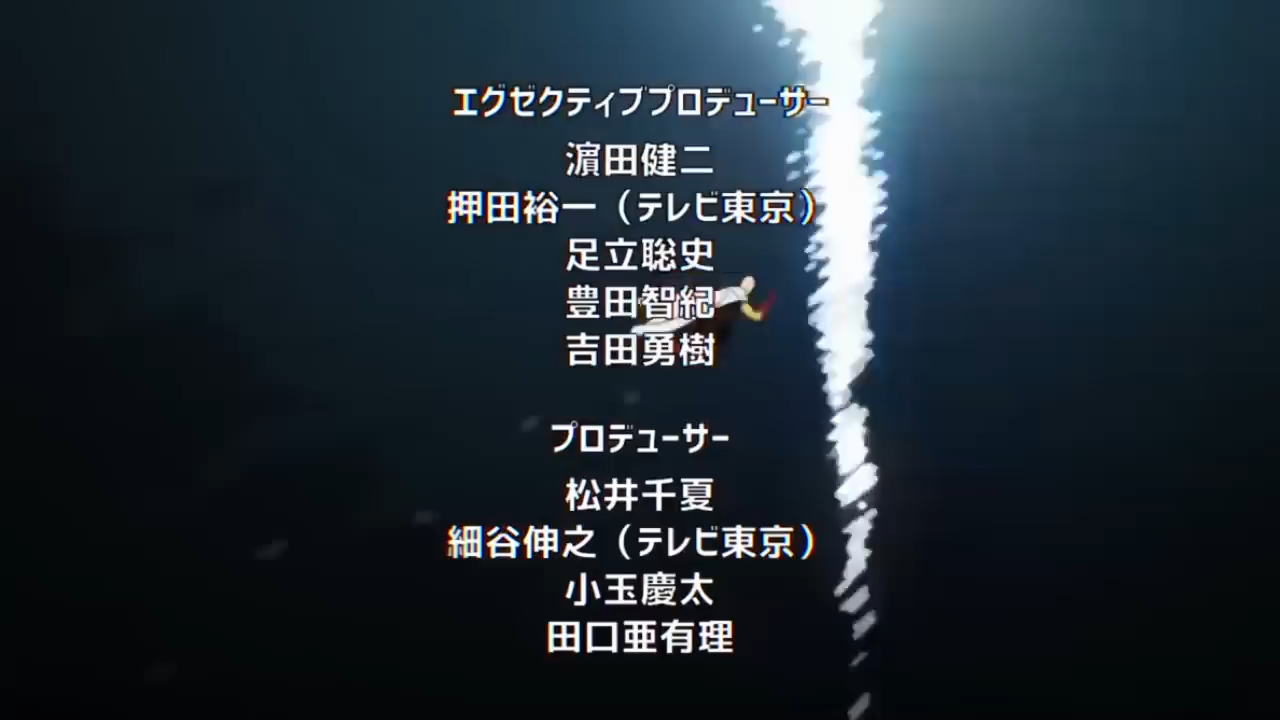 エグゼクティブプロデューサー
濵田健二
押田裕一（テレビ東京）
足立聡史
豊田智紀
吉田勇樹
プロデューサー
松井千夏
細谷伸之（テレビ東京）
小玉慶太
田口亜有理